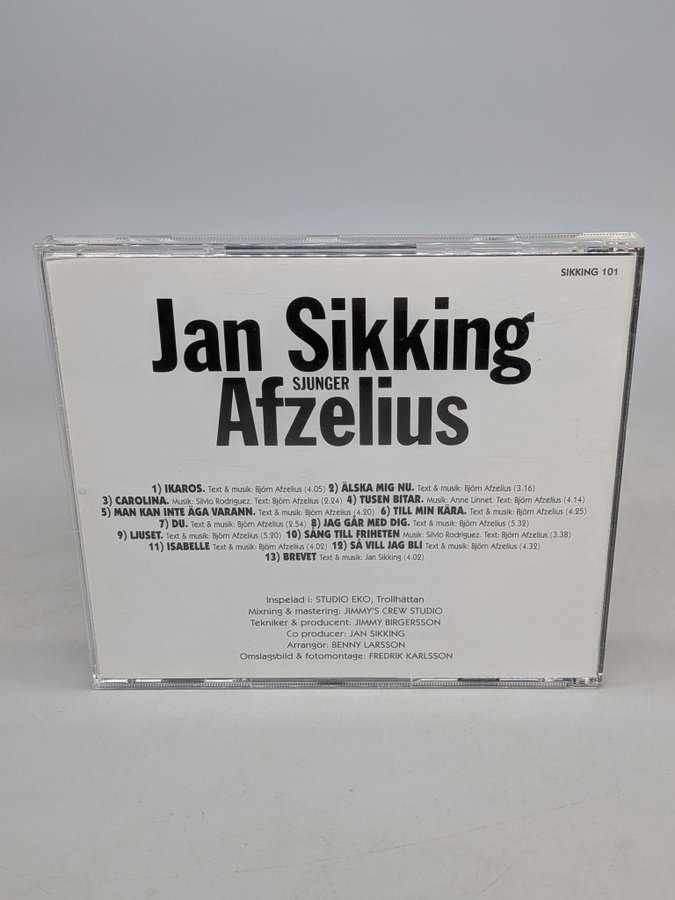 SIKKING 101
Jan Sikking
SJUNGER
Afzelius
1) IKAROS. Text & musik: Björn Afzelius (4.05) 2) ÄLSKA MIG NU. Text & musik: Björn Afzelius (3.16)
3) CAROLINA. Musik: Silvio Rodriguez. Text: Björn Afzelius (2.24) 4) TUSEN BITAR. Musik: Anne Linnet. Text: Björn Afzelius (4.14)
5) MAN KAN INTE ÄGA VARANN. Text & musik: Björn Afzelius (4.20) 6) TILL MIN KÄRA. Text & musik: Björn Afzelius (4.25)
7) DU. Text & musik: Björn Afzelius (2.54) 8) JAG GÅR MED DIG. Text & musik: Björn Afzelius (5.32)
9) LJUSET. Text & musik: Björn Afzelius (5.20) 10) SÅNG TILL FRIHETEN Musik: Silvio Rodriguez. Text: Björn Afzelius (3.38)
11) ISABELLE Text & musik: Björn Afzelius (4.02) 12) SÅ VILL JAG BLI Text & musik: Björn Afzelius (4.32)
13) BREVET Text & musik: Jan Sikking (4.02)
Inspelad i: STUDIO EKO, Trollhättan
Mixning & mastering: JIMMY'S CREW STUDIO
Tekniker & producent: JIMMY BIRGERSSON
Co producer: JAN SIKKING
Arrangör: BENNY LARSSON
Omslagsbild & fotomontage: FREDRIK KARLSSON